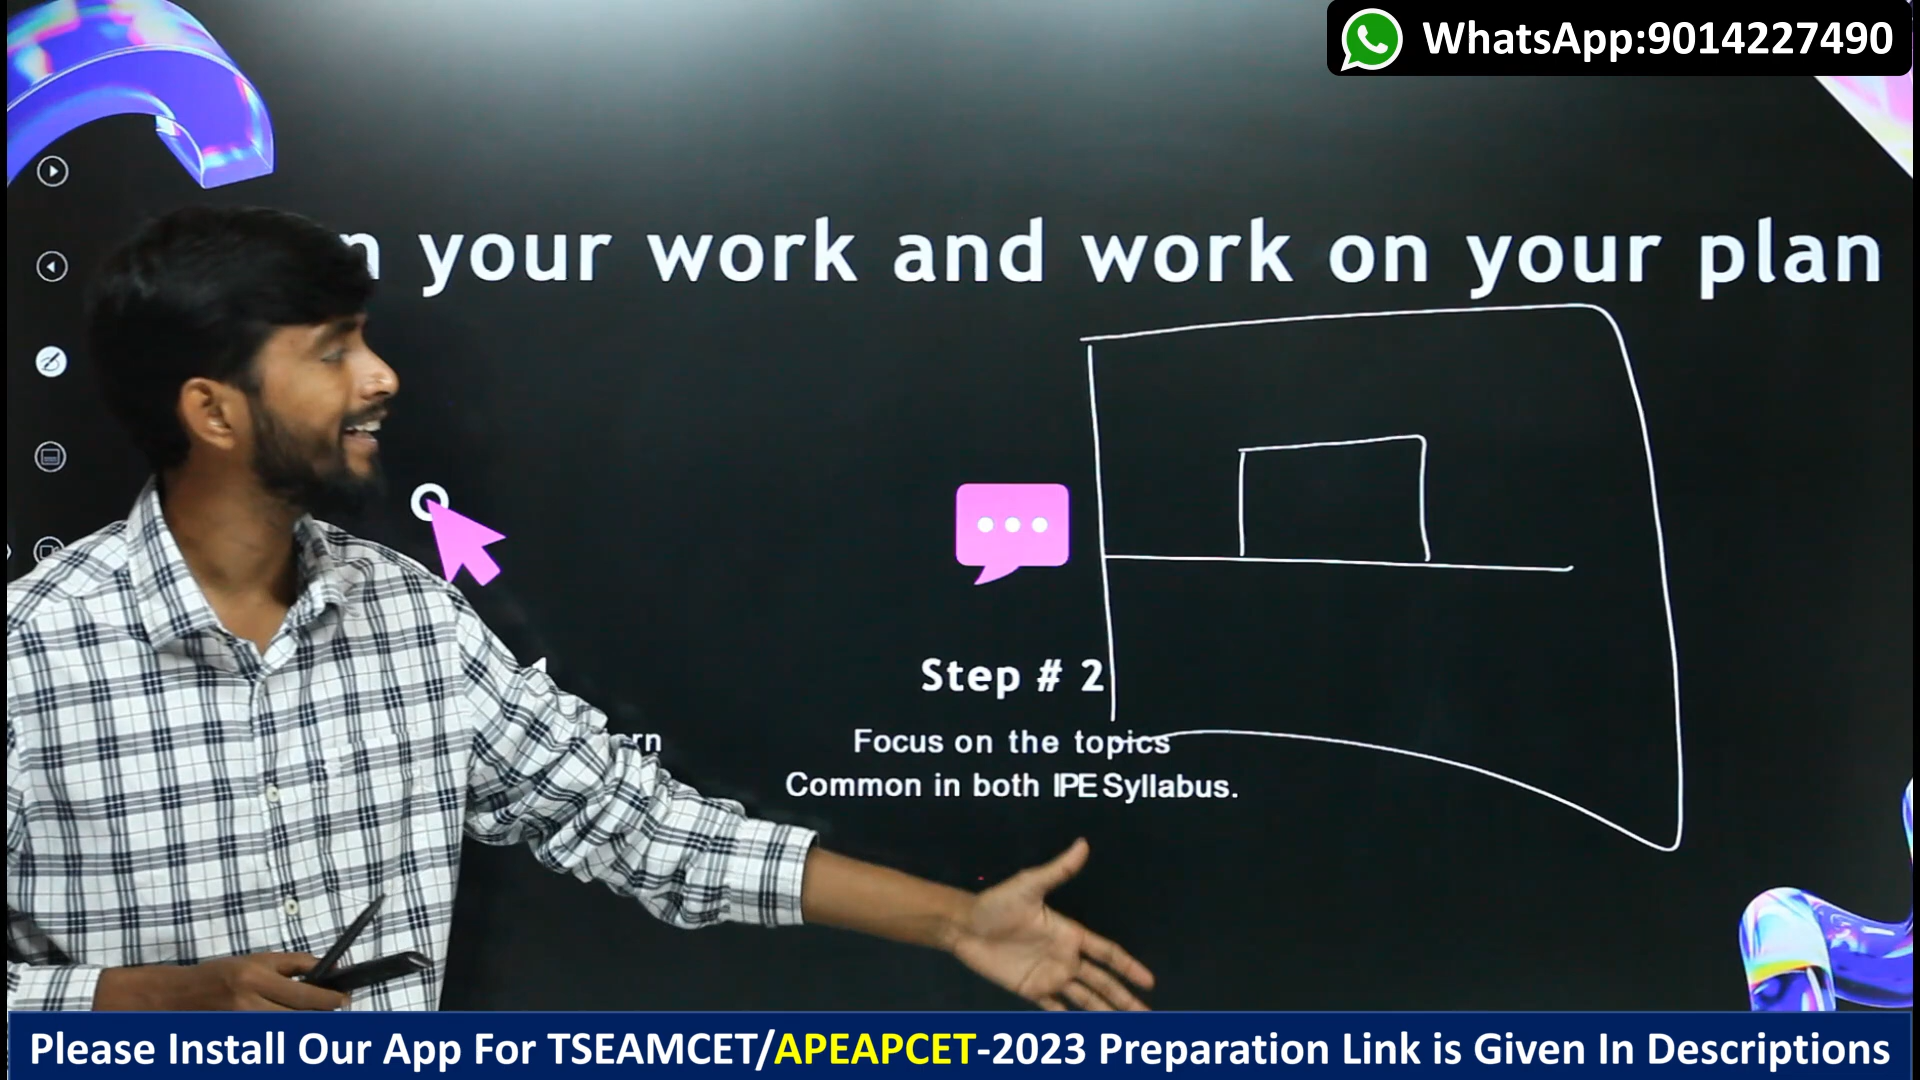 WhatsApp:9014227490
your work and work on your plan
Step # 2
Focus on the topics
Common in both IPE Syllabus.
Please Install Our App For TSEAMCET/APEAPCET-2023 Preparation Link is Given In Descriptions